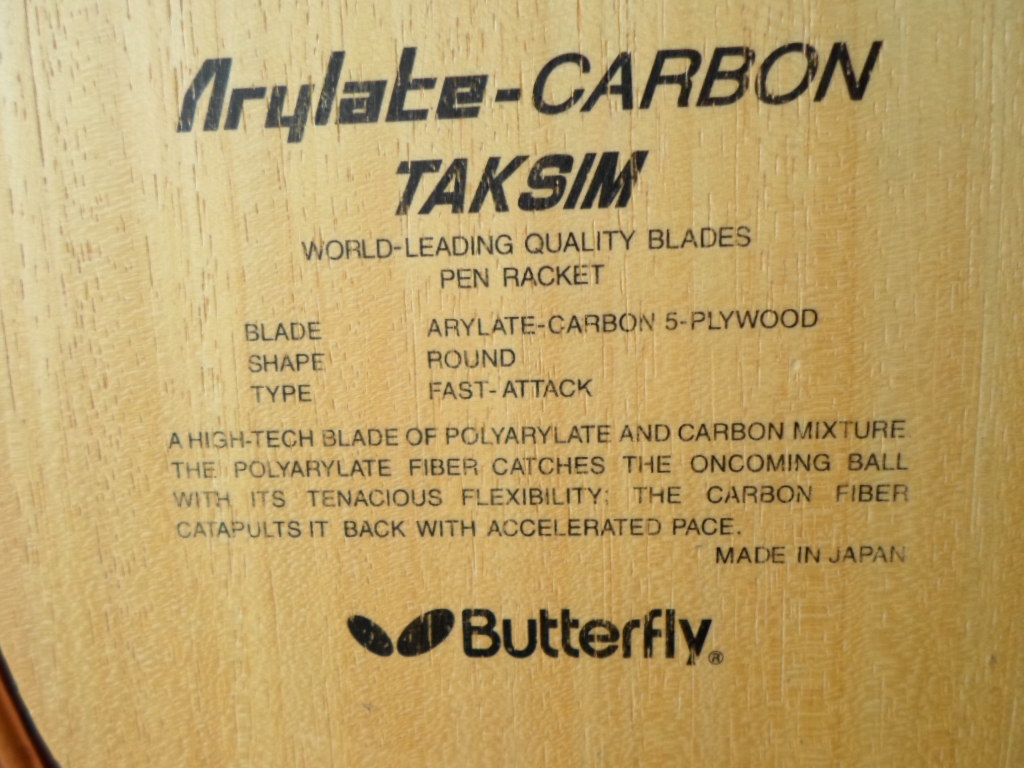 Arylate-CARBON
TAKSIM
WORLD-LEADING QUALITY BLADES
PEN RACKET
BLADE ARYLATE-CARBON 5-PLYWOOD
SHAPE ROUND
TYPE FAST-ATTACK
A HIGH-TECH BLADE OF POLYARYLATE AND CARBON MIXTURE
THE POLYARYLATE FIBER CATCHES THE ONCOMING BALL
WITH ITS TENACIOUS FLEXIBILITY; THE CARBON FIBER
CATAPULTS IT BACK WITH ACCELERATED PACE.
MADE IN JAPAN
Butterfly®